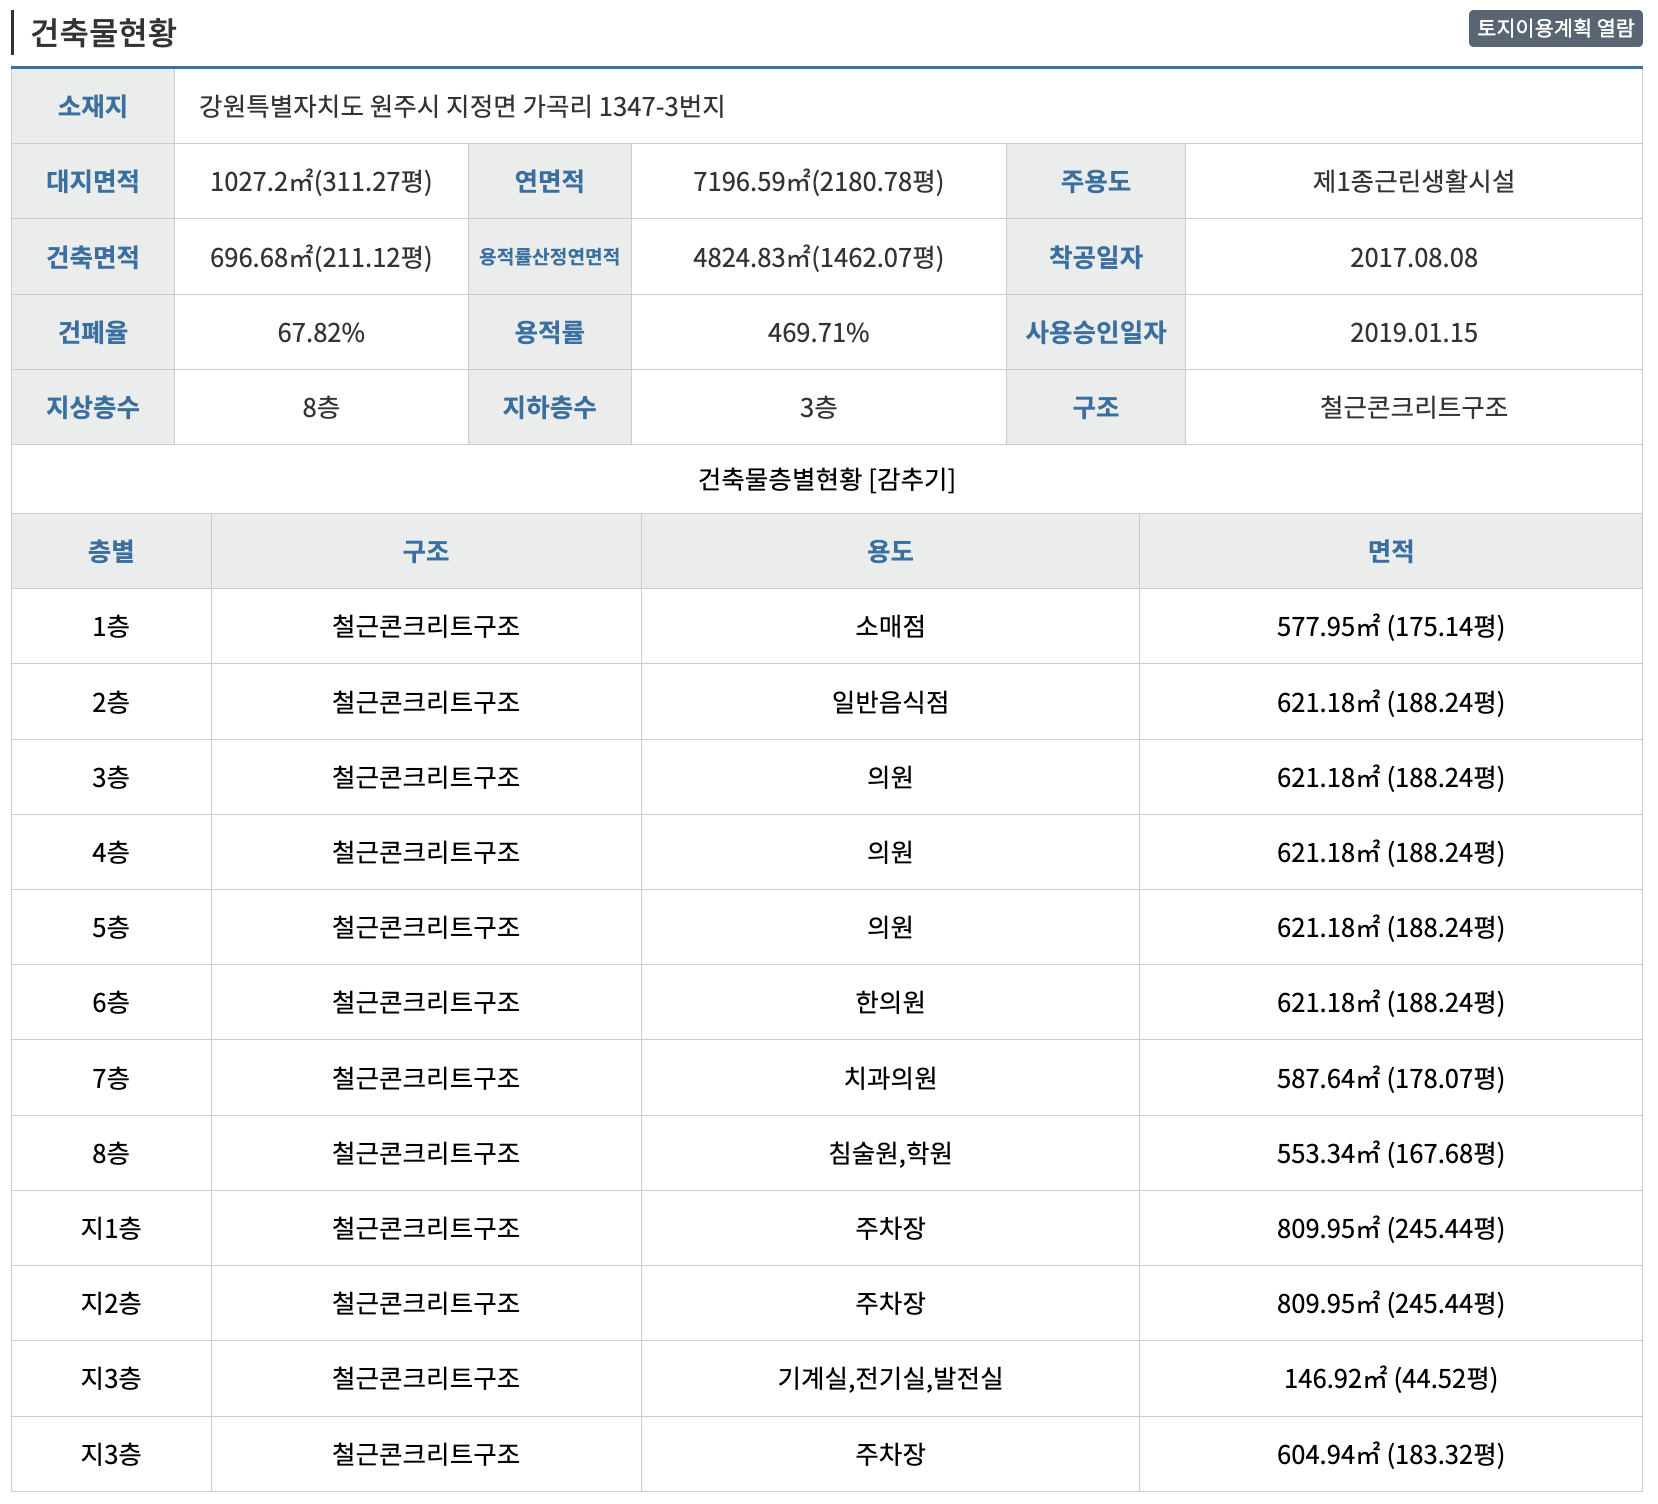 건축물현황
토지이용계획 열람
소재지 강원특별자치도 원주시 지정면 가곡리 1347-3번지
대지면적 1027.2㎡(311.27평) 연면적 7196.59㎡(2180.78평) 주용도 제1종근린생활시설
건축면적 696.68㎡(211.12평) 용적률산정연면적 4824.83㎡(1462.07평) 착공일자 2017.08.08
건폐율 67.82% 용적률 469.71% 사용승인일자 2019.01.15
지상층수 8층 지하층수 3층 구조 철근콘크리트구조
건축물층별현황 [감추기]
층별 구조 용도 면적
1층 철근콘크리트구조 소매점 577.95㎡ (175.14평)
2층 철근콘크리트구조 일반음식점 621.18㎡ (188.24평)
3층 철근콘크리트구조 의원 621.18㎡ (188.24평)
4층 철근콘크리트구조 의원 621.18㎡ (188.24평)
5층 철근콘크리트구조 의원 621.18㎡ (188.24평)
6층 철근콘크리트구조 한의원 621.18㎡ (188.24평)
7층 철근콘크리트구조 치과의원 587.64㎡ (178.07평)
8층 철근콘크리트구조 침술원,학원 553.34㎡ (167.68평)
지1층 철근콘크리트구조 주차장 809.95㎡ (245.44평)
지2층 철근콘크리트구조 주차장 809.95㎡ (245.44평)
지3층 철근콘크리트구조 기계실,전기실,발전실 146.92㎡ (44.52평)
지3층 철근콘크리트구조 주차장 604.94㎡ (183.32평)